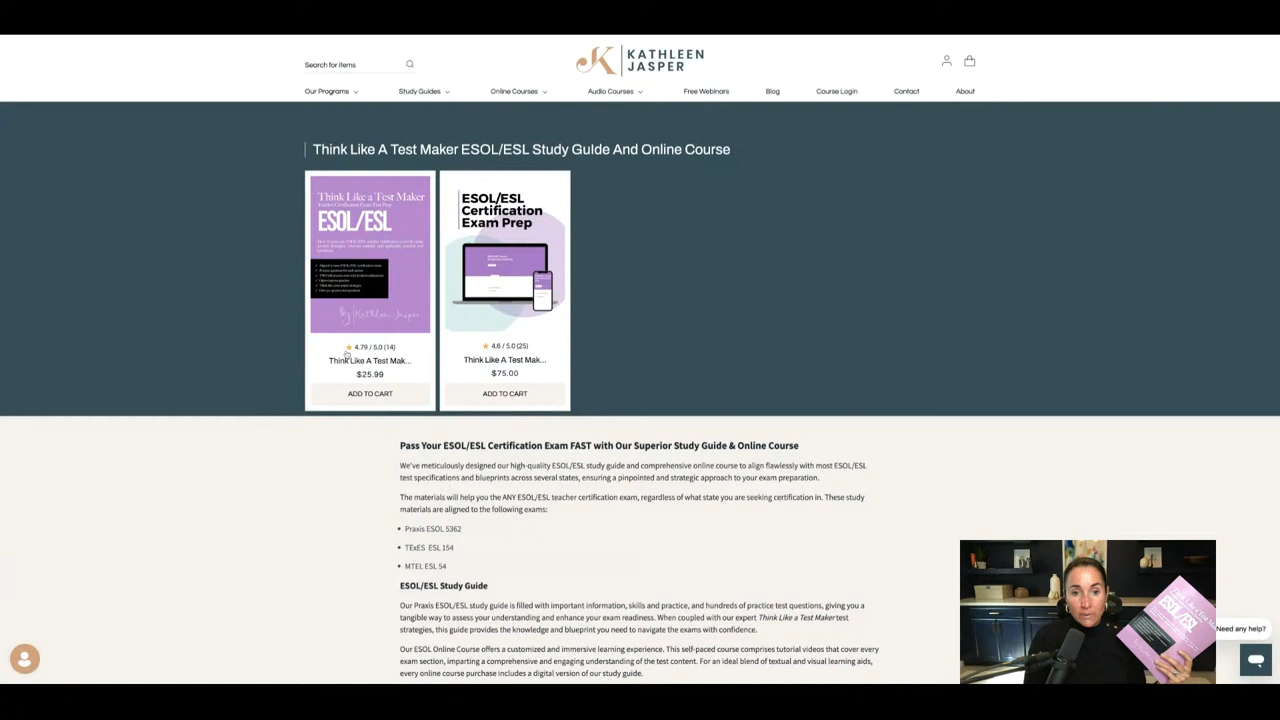 KATHLEEN
JASPER
Search for items
Our Programs
Study Guides
Online Courses
Audio Courses
Free Webinars
Blog
Course Login
Contact
About
Think Like A Test Maker ESOL/ESL Study Guide And Online Course
Think Like a Test Maker
ESOL/ESL
by Kathleen Jasper
4.79 / 5.0 (14)
Think Like A Test Mak...
$25.99
ADD TO CART
ESOL/ESL
Certification
Exam Prep
4.6 / 5.0 (25)
Think Like A Test Mak...
$75.00
ADD TO CART
Pass Your ESOL/ESL Certification Exam FAST with Our Superior Study Guide & Online Course
We've meticulously designed our high-quality ESOL/ESL study guide and comprehensive online course to align flawlessly with most ESOL/ESL
test specifications and blueprints across several states, ensuring a pinpointed and strategic approach to your exam preparation.
The materials will help you the ANY ESOL/ESL teacher certification exam, regardless of what state you are seeking certification in. These study
materials are aligned to the following exams:
• Praxis ESOL 5362
• TExES ESL 154
• MTEL ESL 54
ESOL/ESL Study Guide
Our Praxis ESOL/ESL study guide is filled with important information, skills and practice, and hundreds of practice test questions, giving you a
tangible way to assess your understanding and enhance your exam readiness. When coupled with our expert Think Like a Test Maker test
strategies, this guide provides the knowledge and blueprint you need to navigate the exams with confidence.
Our ESOL Online Course offers a customized and immersive learning experience. This self-paced course comprises tutorial videos that cover every
exam section, imparting a comprehensive and engaging understanding of the test content. For an ideal blend of textual and visual learning aids,
every online course purchase includes a digital version of our study guide.
ESOL/ESL
Need any help?